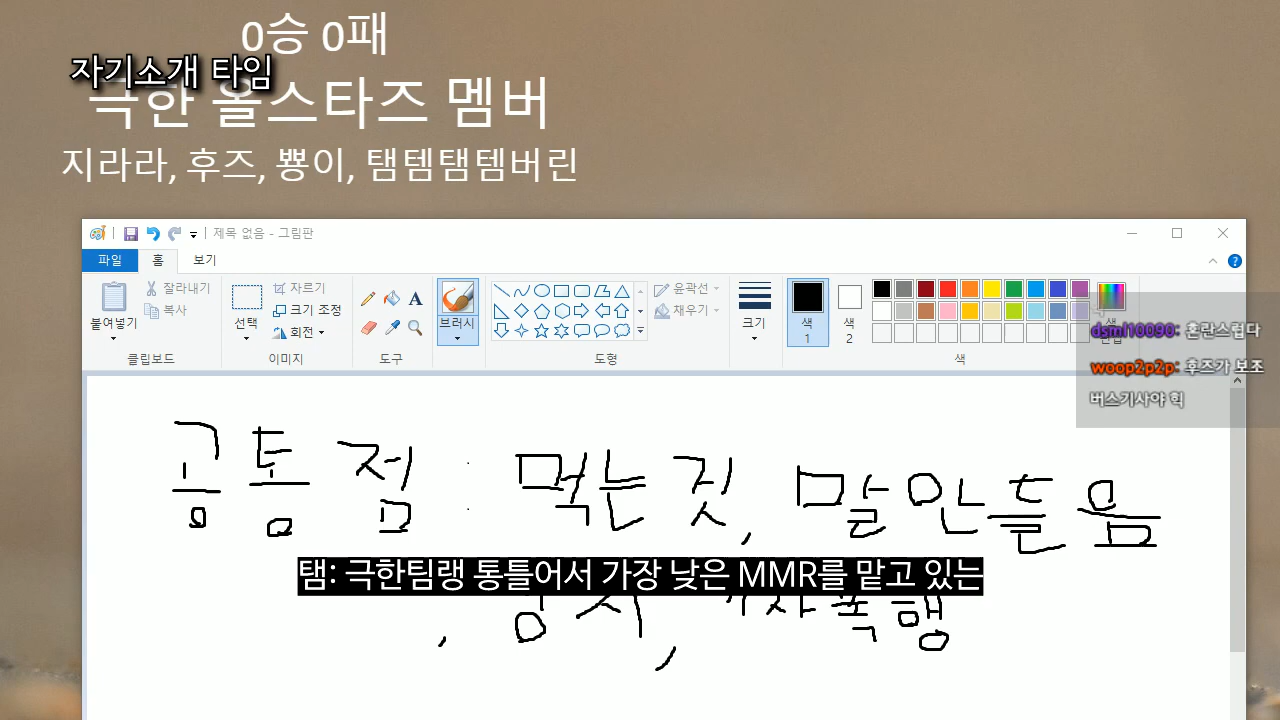 0승 0패
자기소개 타임
극한 올스타즈 멤버
지라라, 후즈, 뿅이, 탬템탬템버린
제목 없음 - 그림판
파일 홈 보기
붙여넣기
잘라내기
복사
클립보드
선택
자르기
크기 조정
회전
이미지
도구
브러시
윤곽선
채우기
도형
크기
색 1
색 2
색
dsml10090: 혼란스럽다
woop2p2p: 후즈가 보조
버스기사야 헉
공통점 : 먹는 짓, 말 안 들음
탬: 극한팀랭 통틀어서 가장 낮은 MMR를 맡고 있는